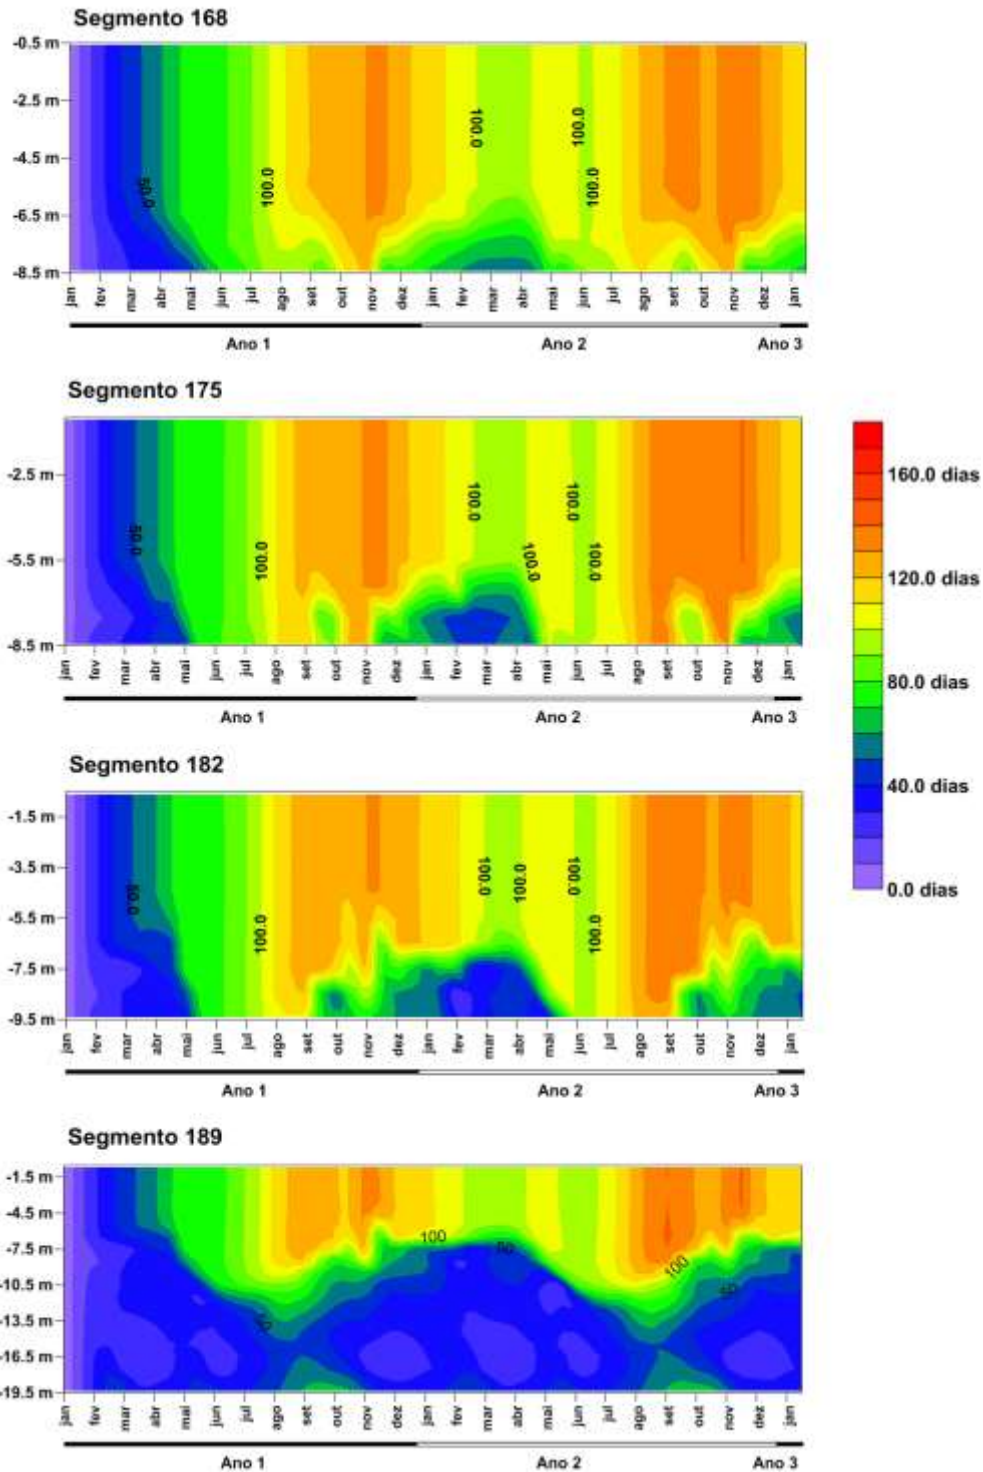 Segmento 168
-0.5 m
-2.5 m
-4.5 m
-6.5 m
-8.5 m
50.0
100.0
100.0
100.0
100.0
jan fev mar abr mai jun jul ago set out nov dez jan fev mar abr mai jun jul ago set out nov dez jan
Ano 1 Ano 2 Ano 3
Segmento 175
-2.5 m
-5.5 m
-8.5 m
50.0
100.0
100.0
100.0
100.0
100.0
jan fev mar abr mai jun jul ago set out nov dez jan fev mar abr mai jun jul ago set out nov dez jan
Ano 1 Ano 2 Ano 3
160.0 dias
120.0 dias
80.0 dias
40.0 dias
0.0 dias
Segmento 182
-1.5 m
-3.5 m
-5.5 m
-7.5 m
-9.5 m
50.0
100.0
100.0
100.0
100.0
100.0
jan fev mar abr mai jun jul ago set out nov dez jan fev mar abr mai jun jul ago set out nov dez jan
Ano 1 Ano 2 Ano 3
Segmento 189
-1.5 m
-4.5 m
-7.5 m
-10.5 m
-13.5 m
-16.5 m
-19.5 m
100
50
100
50
50
jan fev mar abr mai jun jul ago set out nov dez jan fev mar abr mai jun jul ago set out nov dez jan
Ano 1 Ano 2 Ano 3